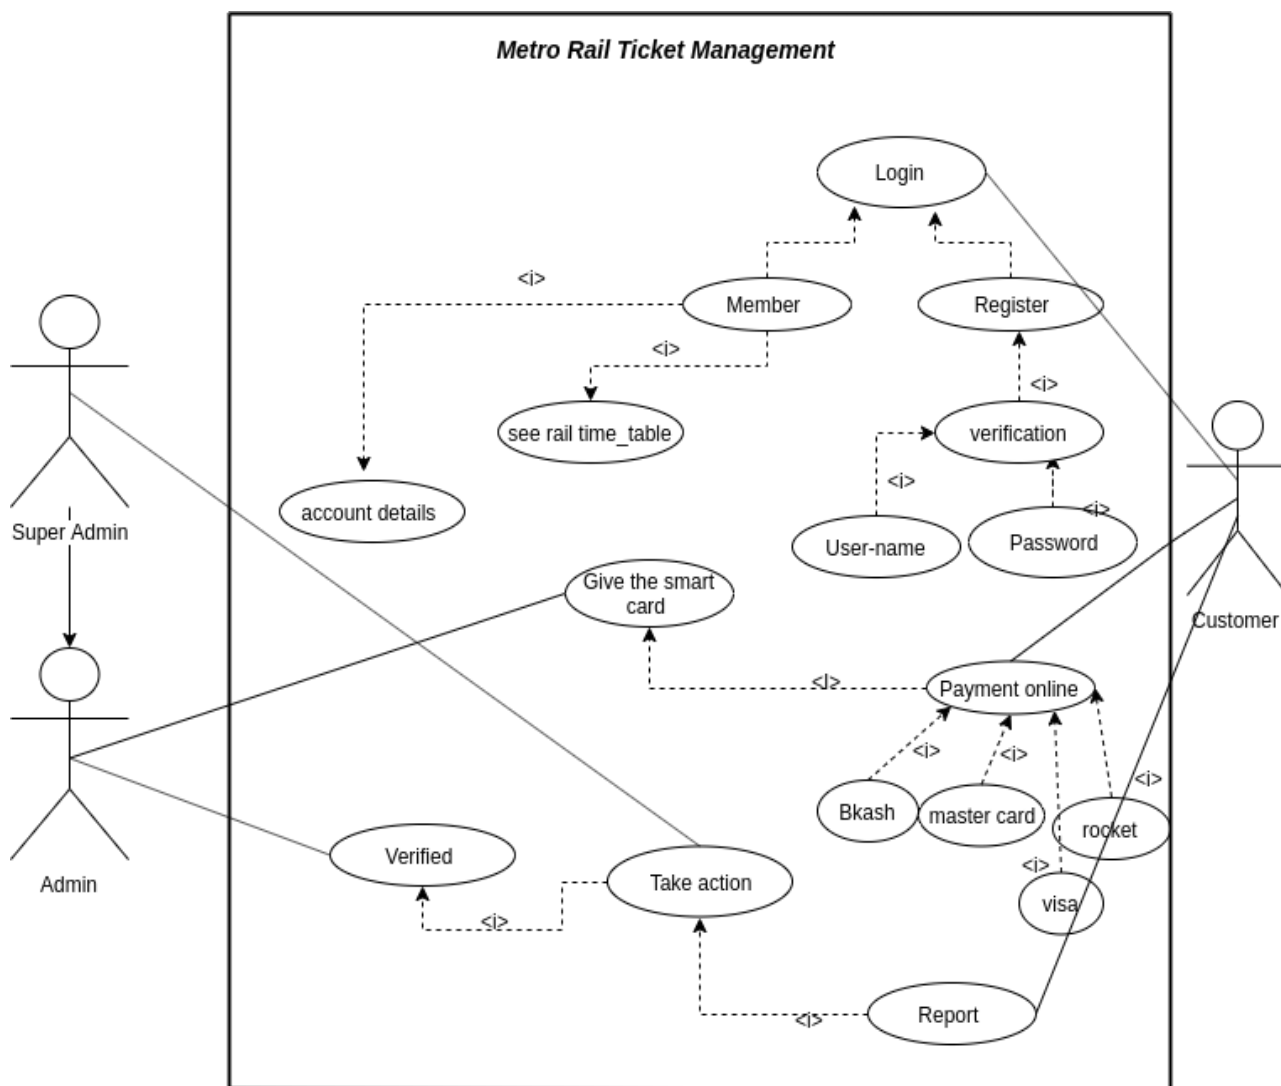 Metro Rail Ticket Management
Login
<i>
Member
Register
<i>
<i>
see rail time_table
verification
<i>
account details
<i>
Super Admin
User-name
Password
Give the smart
card
Customer
<I>
Payment online
<i>
<i>
<i>
Bkash
master card
rocket
Verified
<i>
Admin
Take action
visa
<i>
Report
<i>